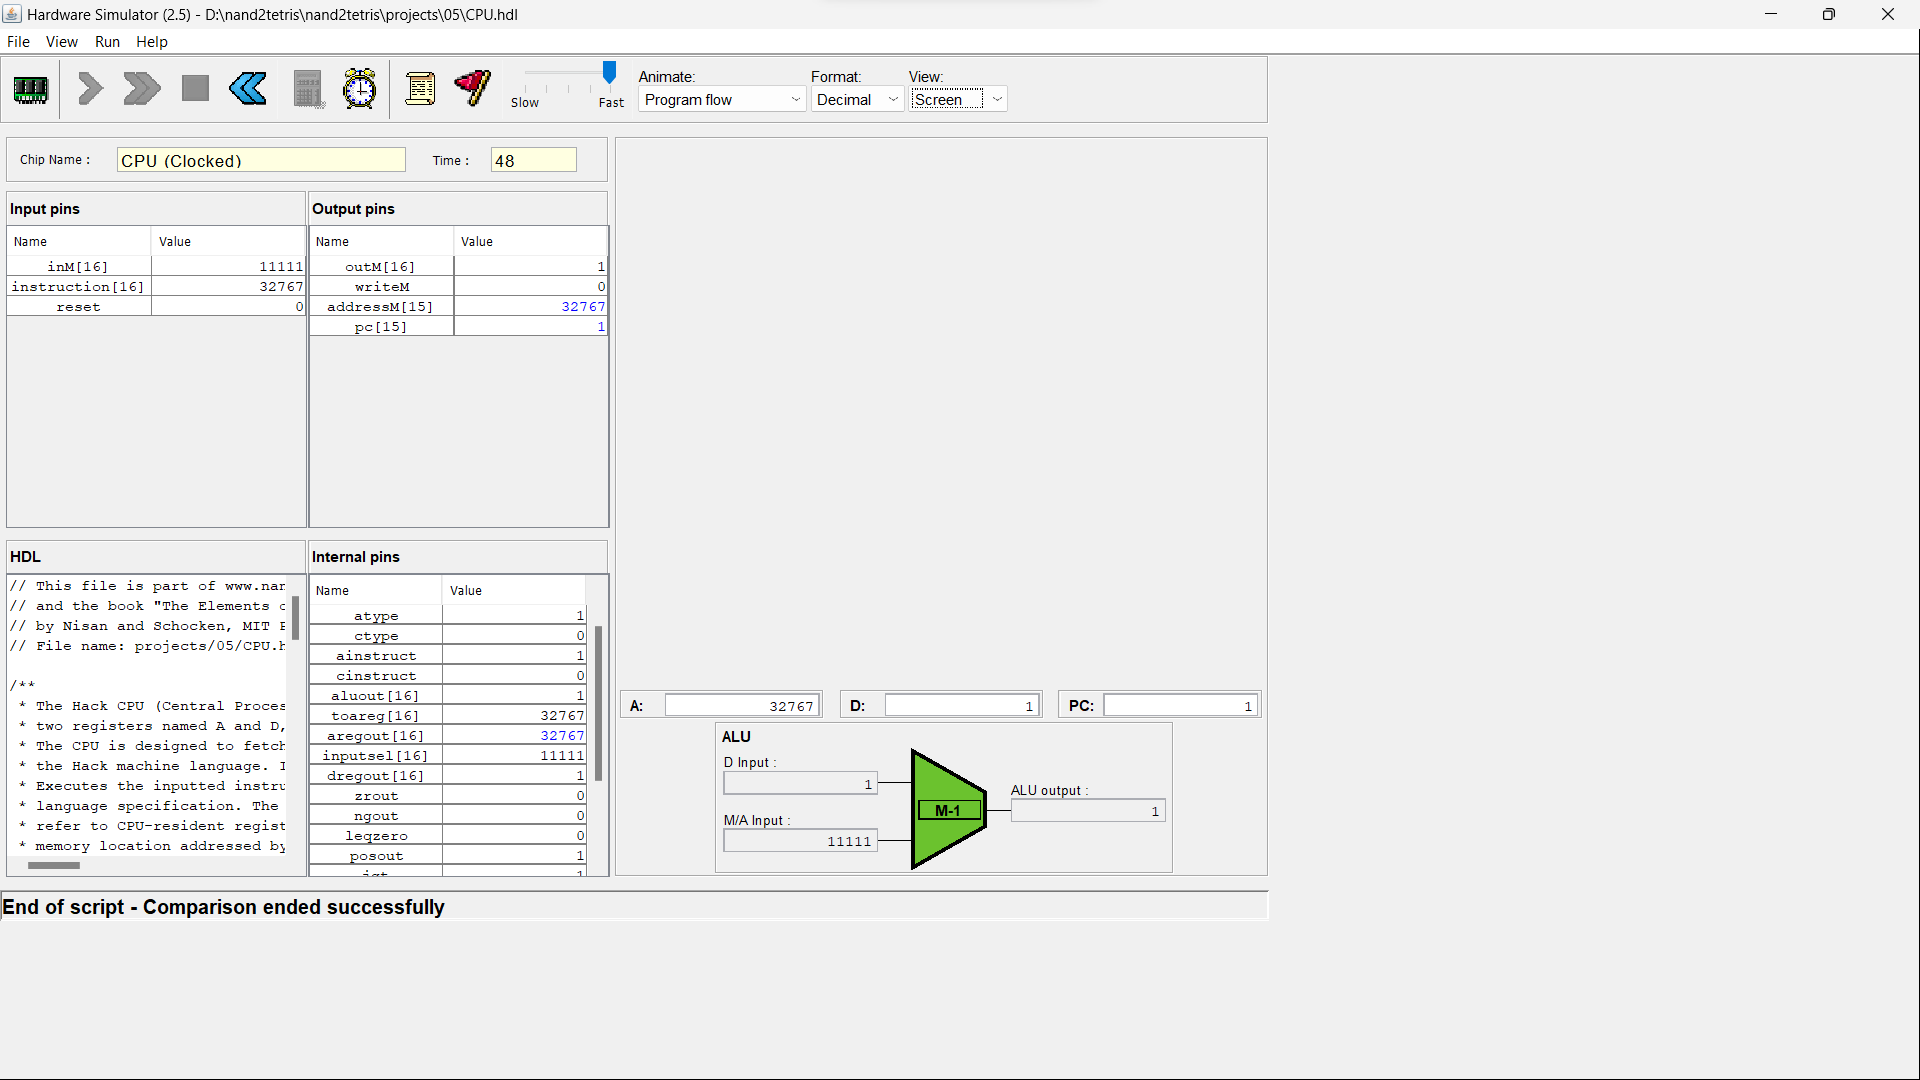 Hardware Simulator (2.5) - D:\nand2tetris\nand2tetris\projects\05\CPU.hdl
File View Run Help
Slow Fast
Animate:
Program flow
Format:
Decimal
View:
Screen
Chip Name :
CPU (Clocked)
Time :
48
Input pins
Name Value
inM[16] 11111
instruction[16] 32767
reset 0
Output pins
Name Value
outM[16] 1
writeM 0
addressM[15] 32767
pc[15] 1
HDL
// This file is part of www.nan
// and the book "The Elements
// by Nisan and Schocken, MIT
// File name: projects/05/CPU.h
/**
* The Hack CPU (Central Proces
* two registers named A and D,
* The CPU is designed to fetch
* the Hack machine language.
* Executes the inputted instru
* language specification. The
* refer to CPU-resident regist
* memory location addressed by
Internal pins
Name Value
atype 1
ctype 0
ainstruct 1
cinstruct 0
aluout[16] 1
toareg[16] 32767
aregout[16] 32767
inputsel[16] 11111
dregout[16] 1
zrout 0
ngout 0
leqzero 0
posout 1
A: 32767
D: 1
PC: 1
ALU
D Input :
1
M/A Input :
11111
M-1
ALU output :
1
End of script - Comparison ended successfully